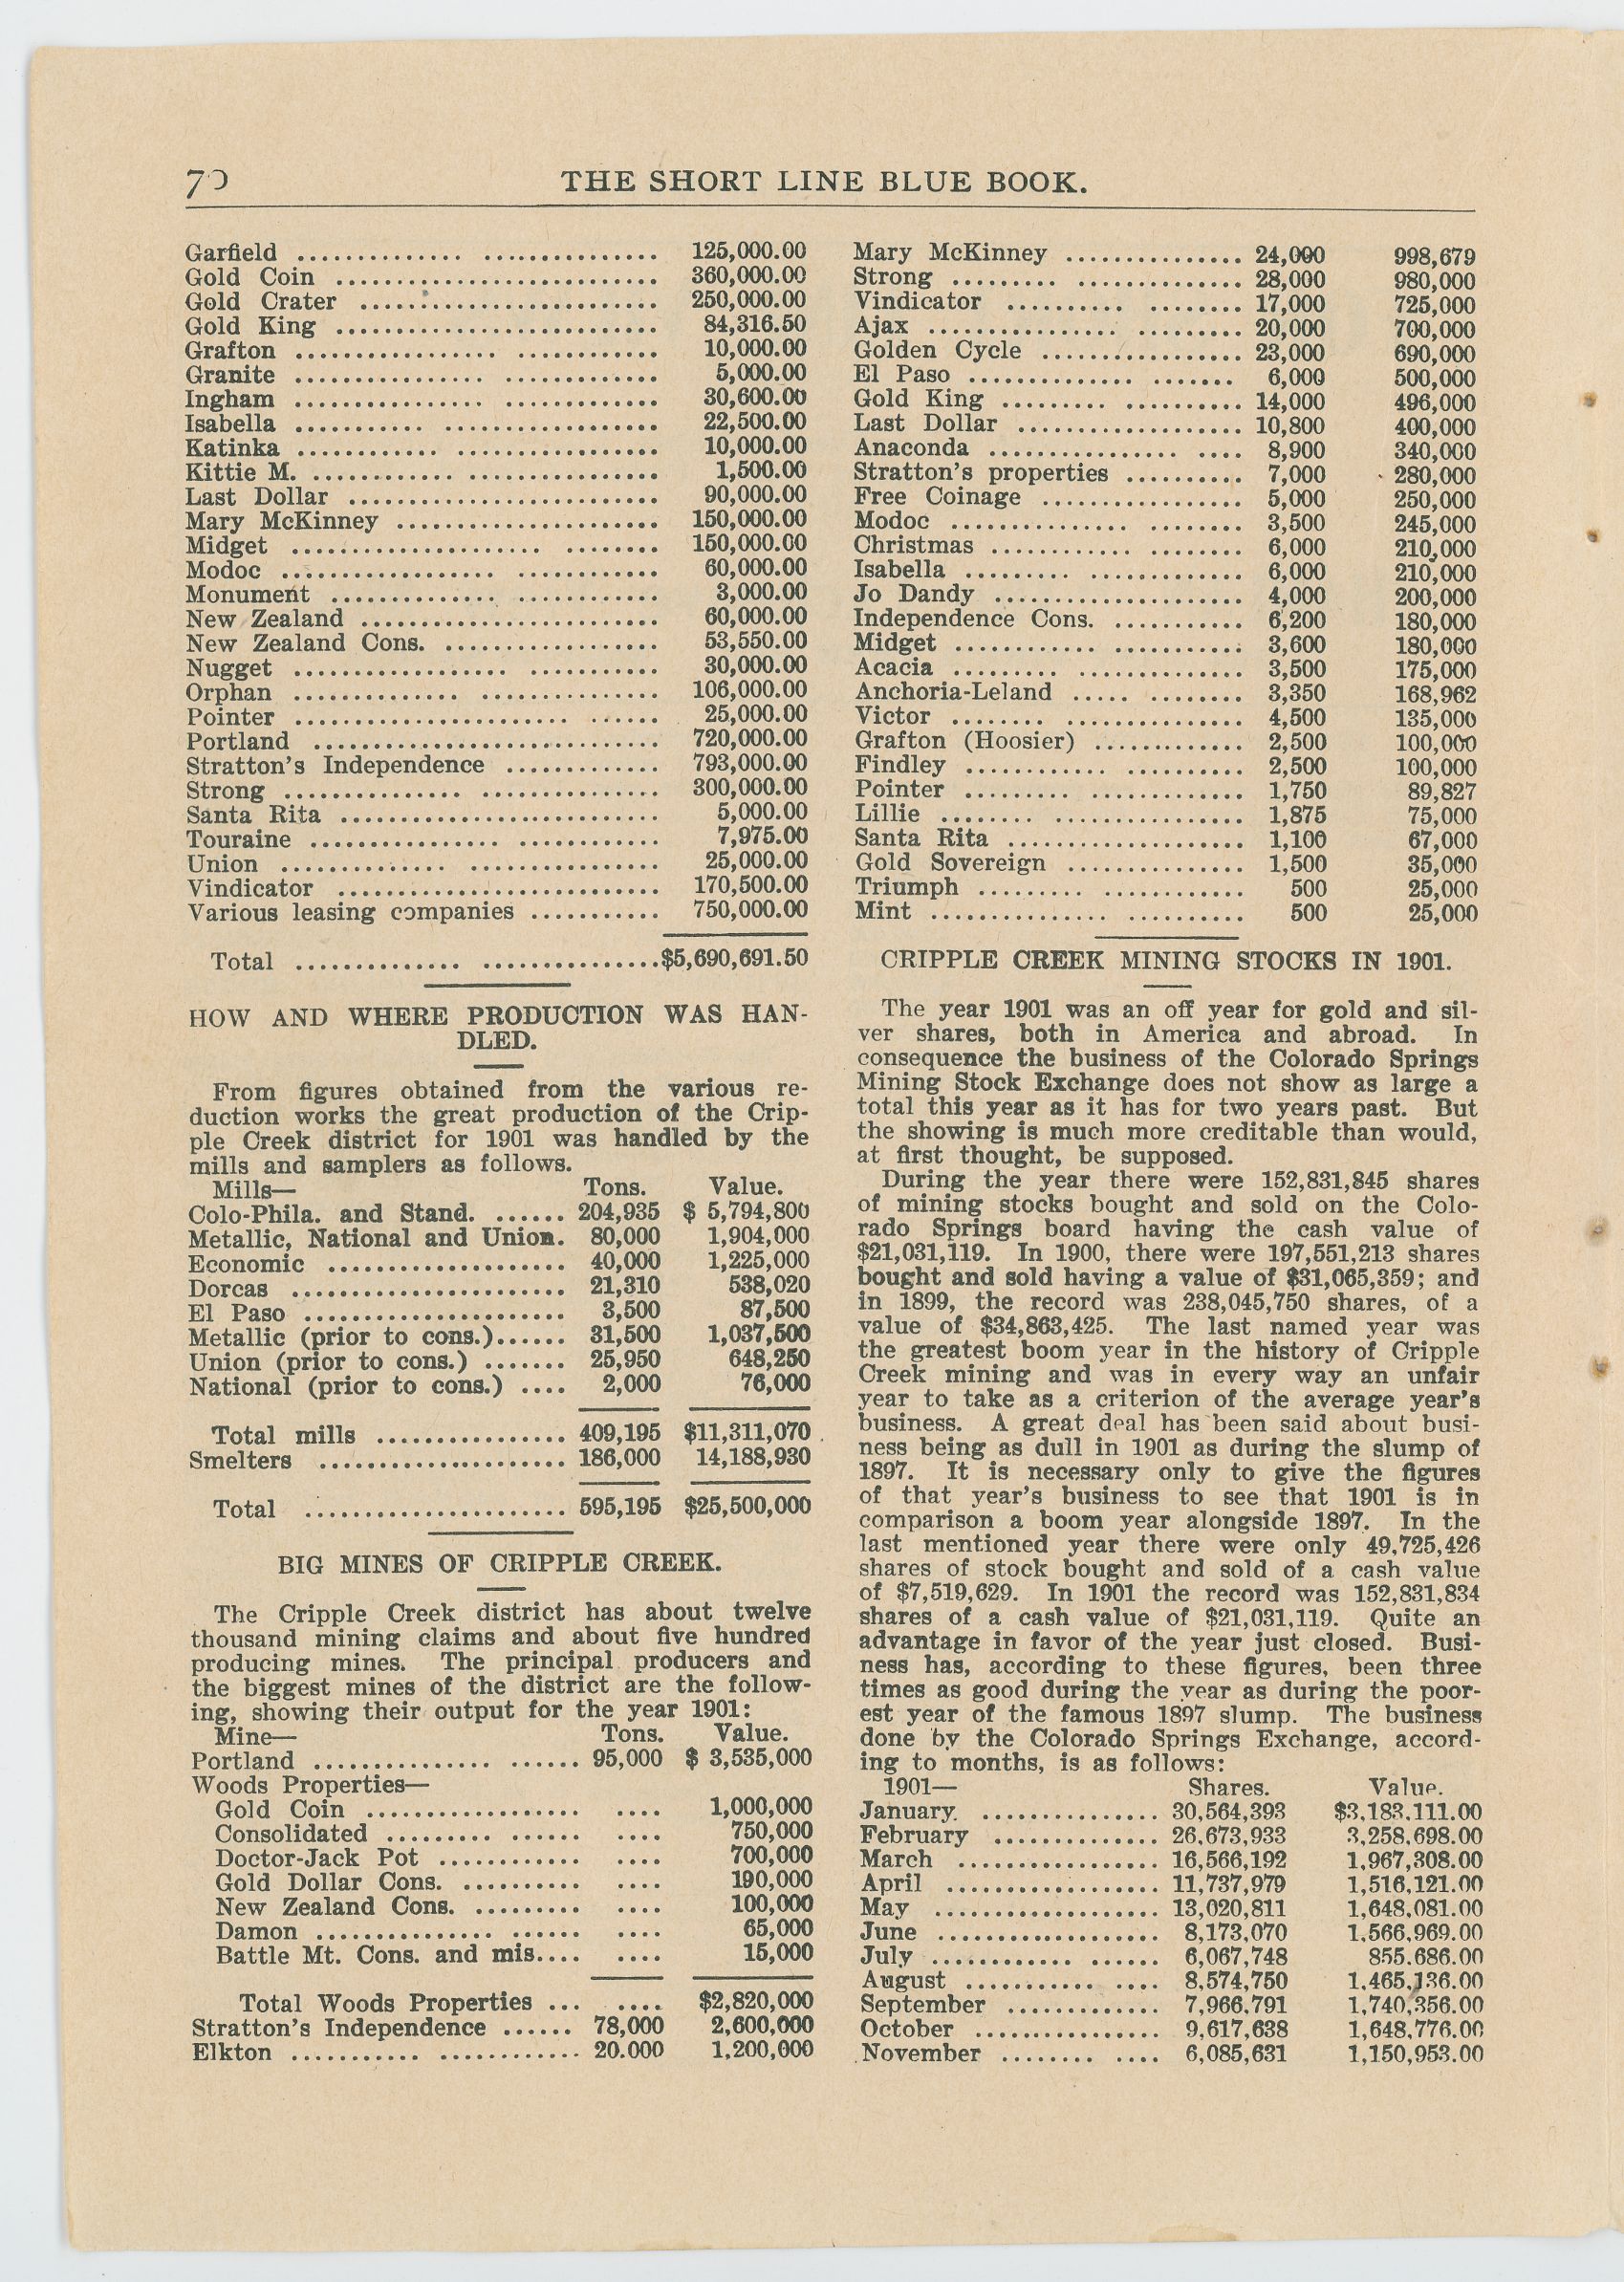 70
THE SHORT LINE BLUE BOOK.
Garfield .............. ............... 125,000.00
Gold Coin ............................. 360,000.00
Gold Crater ........................... 250,000.00
Gold King ............................. 84,316.50
Grafton ................. ............. 10,000.00
Granite ................ .............. 5,000.00
Ingham ................ ............... 30,600.00
Isabella ........... .................. 22,500.00
Katinka ............ .................. 10,000.00
Kittie M. ............ ................ 1,500.00
Last Dollar ........................... 90,000.00
Mary McKinney ....................... 150,000.00
Midget ...................... ........ 150,000.00
Modoc ................. ............. 60,000.00
Monument .............. ............ 3,000.00
New Zealand ......................... 60,000.00
New Zealand Cons. .................. 53,550.00
Nugget ................ .............. 30,000.00
Orphan .............. ............... 106,000.00
Pointer ........................ ...... 25,000.00
Portland .............................. 720,000.00
Stratton's Independence ............. 793,000.00
Strong ............... ............... 300,000.00
Santa Rita ............................ 5,000.00
Touraine ............. .............. 7,975.00
Union .............. ................ 25,000.00
Vindicator ............................ 170,500.00
Various leasing companies ........... 750,000.00
Total .............. ................$5,690,691.50
HOW AND WHERE PRODUCTION WAS HAN-
DLED.
From figures obtained from the various re-
duction works the great production of the Crip-
ple Creek district for 1901 was handled by the
mills and samplers as follows.
Mills— Tons. Value.
Colo-Phila. and Stand. ...... 204,935 $ 5,794,800
Metallic, National and Union. 80,000 1,904,000
Economic .................... 40,000 1,225,000
Dorcas ....................... 21,310 538,020
El Paso ...................... 3,500 87,500
Metallic (prior to cons.)...... 31,500 1,037,500
Union (prior to cons.) ....... 25,950 648,250
National (prior to cons.) .... 2,000 76,000
Total mills ................ 409,195 $11,311,070
Smelters ..................... 186,000 14,188,930
Total ...................... 595,195 $25,500,000
BIG MINES OF CRIPPLE CREEK.
The Cripple Creek district has about twelve
thousand mining claims and about five hundred
producing mines. The principal producers and
the biggest mines of the district are the follow-
ing, showing their output for the year 1901:
Mine— Tons. Value.
Portland ............... ...... 95,000 $ 3,535,000
Woods Properties—
Gold Coin .................. .... 1,000,000
Consolidated ......... ...... .... 750,000
Doctor-Jack Pot ............ .... 700,000
Gold Dollar Cons. .......... .... 190,000
New Zealand Cons. ......... .... 100,000
Damon ............... ...... .... 65,000
Battle Mt. Cons. and mis.... .... 15,000
Total Woods Properties ... .... $2,820,000
Stratton's Independence ...... 78,000 2,600,000
Elkton ........... ............ 20.000 1,200,000
Mary McKinney ............... 24,000 998,679
Strong ......... .............. 28,000 980,000
Vindicator .......... ........ 17,000 725,000
Ajax ................ ......... 20,000 700,000
Golden Cycle ................. 23,000 690,000
El Paso .............. ....... 6,000 500,000
Gold King ......... .......... 14,000 496,000
Last Dollar ................... 10,800 400,000
Anaconda ................ .... 8,900 340,000
Stratton's properties .......... 7,000 280,000
Free Coinage ................. 5,000 250,000
Modoc ............... ........ 3,500 245,000
Christmas ............ ........ 6,000 210,000
Isabella ......... ............. 6,000 210,000
Jo Dandy ..................... 4,000 200,000
Independence Cons. ........... 6,200 180,000
Midget ............ ........... 3,600 180,000
Acacia ......... .............. 3,500 175,000
Anchoria-Leland ..... ........ 3,350 168,962
Victor ........ ............... 4,500 135,000
Grafton (Hoosier) ............. 2,500 100,000
Findley ............ .......... 2,500 100,000
Pointer ......... ............. 1,750 89,827
Lillie ........ ................ 1,875 75,000
Santa Rita .................... 1,100 67,000
Gold Sovereign ............... 1,500 35,000
Triumph ......... ............ 500 25,000
Mint ............... .......... 500 25,000
CRIPPLE CREEK MINING STOCKS IN 1901.
The year 1901 was an off year for gold and sil-
ver shares, both in America and abroad. In
consequence the business of the Colorado Springs
Mining Stock Exchange does not show as large a
total this year as it has for two years past. But
the showing is much more creditable than would,
at first thought, be supposed.
During the year there were 152,831,845 shares
of mining stocks bought and sold on the Colo-
rado Springs board having the cash value of
$21,031,119. In 1900, there were 197,551,213 shares
bought and sold having a value of $31,065,359; and
in 1899, the record was 238,045,750 shares, of a
value of $34,863,425. The last named year was
the greatest boom year in the history of Cripple
Creek mining and was in every way an unfair
year to take as a criterion of the average year's
business. A great deal has been said about busi-
ness being as dull in 1901 as during the slump of
1897. It is necessary only to give the figures
of that year's business to see that 1901 is in
comparison a boom year alongside 1897. In the
last mentioned year there were only 49,725,426
shares of stock bought and sold of a cash value
of $7,519,629. In 1901 the record was 152,831,834
shares of a cash value of $21,031,119. Quite an
advantage in favor of the year just closed. Busi-
ness has, according to these figures, been three
times as good during the year as during the poor-
est year of the famous 1897 slump. The business
done by the Colorado Springs Exchange, accord-
ing to months, is as follows:
1901— Shares. Value.
January. ............... 30,564,393 $3,183,111.00
February .............. 26,673,933 3,258,698.00
March ................. 16,566,192 1,967,308.00
April .................. 11,737,979 1,516,121.00
May ................... 13,020,811 1,648,081.00
June ................... 8,173,070 1,566,969.00
July ............ ...... 6,067,748 855,686.00
August ........... .... 8,574,750 1,465,136.00
September ............. 7,966,791 1,740,356.00
October ................ 9,617,638 1,648,776.00
November ........ .... 6,085,631 1,150,953.00